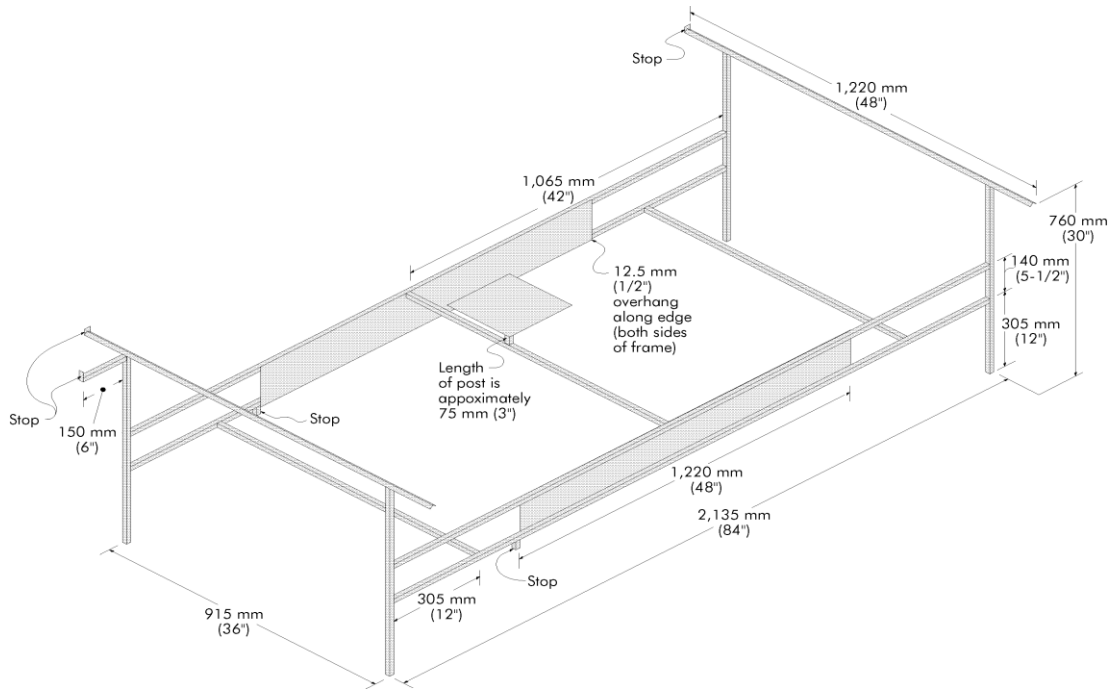 Stop
1,220 mm
(48")
1,065 mm
(42")
760 mm
(30")
140 mm
(5-1/2")
12.5 mm
(1/2")
overhang
along edge
(both sides
of frame)
305 mm
(12")
Length
of post is
appoximately
75 mm (3")
Stop
Stop
150 mm
(6")
1,220 mm
(48")
2,135 mm
(84")
Stop
305 mm
(12")
915 mm
(36")